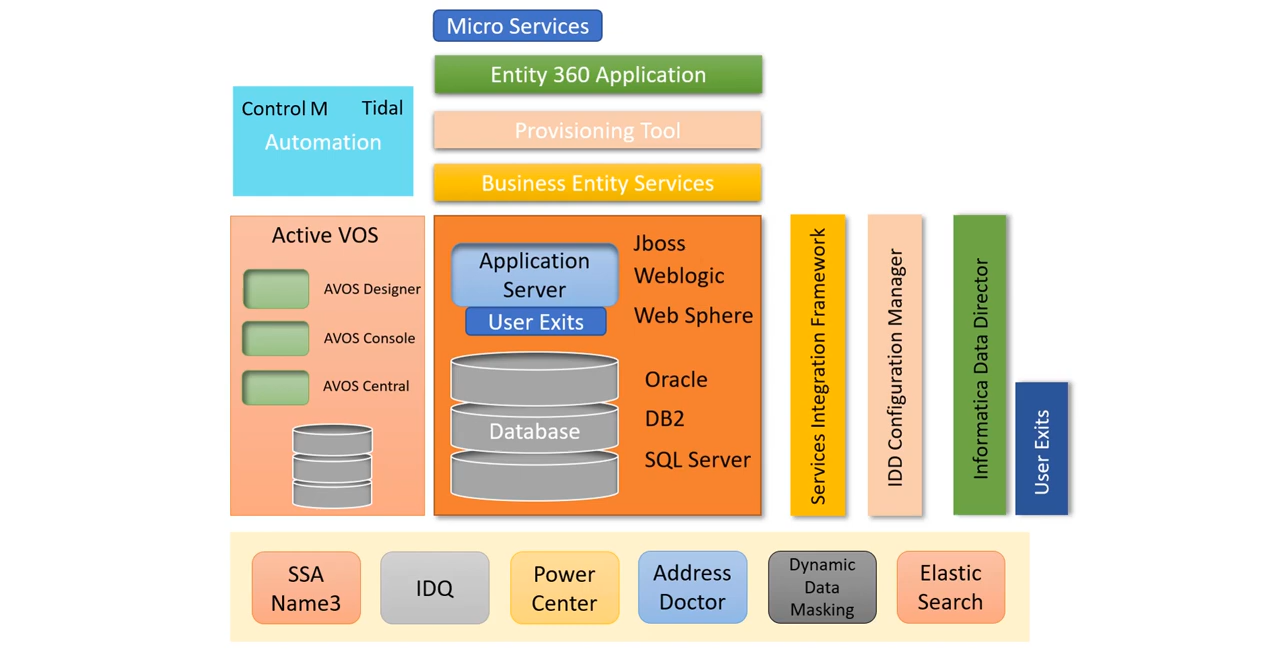 Micro Services
Entity 360 Application
Control M Tidal
Automation
Provisioning Tool
Business Entity Services
Active VOS
AVOS Designer
AVOS Console
AVOS Central
Application
Server
User Exits
Jboss
Weblogic
Web Sphere
Database
Oracle
DB2
SQL Server
Services Integration Framework
IDD Configuration Manager
Informatica Data Director
User Exits
SSA
Name3
IDQ
Power
Center
Address
Doctor
Dynamic
Data
Masking
Elastic
Search